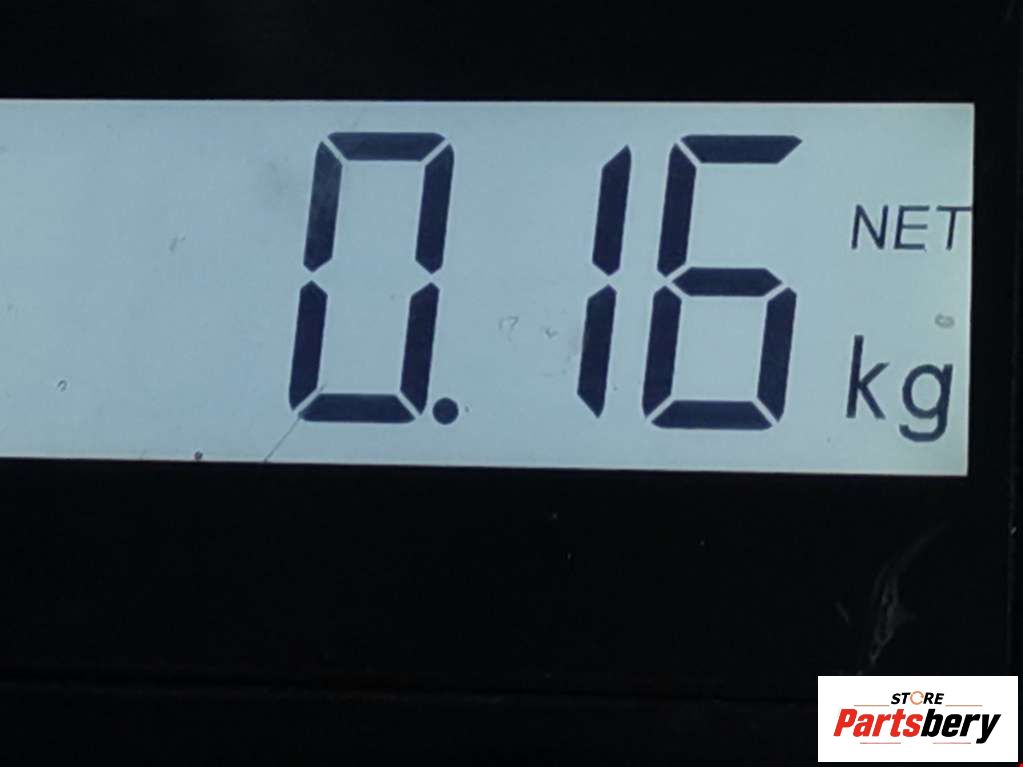 0.16
NET
kg
STORE
Partsbery